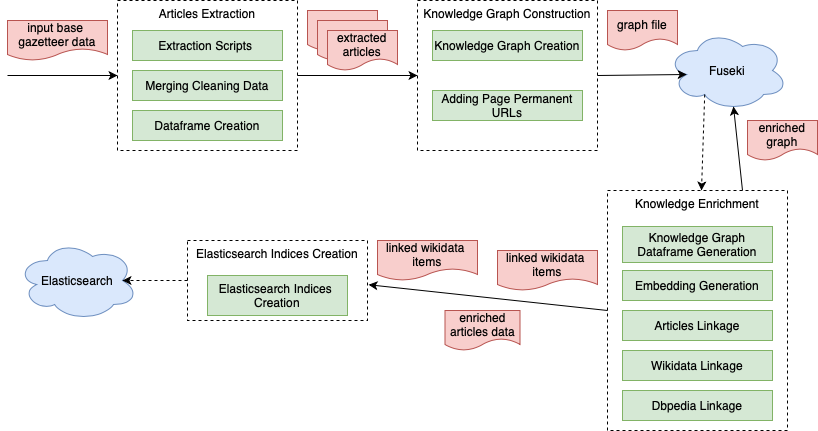 Articles Extraction
Knowledge Graph Construction
input base
gazetteer data
extracted
articles
graph file
Extraction Scripts
Knowledge Graph Creation
Merging Cleaning Data
Adding Page Permanent
URLs
Dataframe Creation
Fuseki
enriched
graph
Knowledge Enrichment
Knowledge Graph
Dataframe Generation
Embedding Generation
Articles Linkage
Wikidata Linkage
Dbpedia Linkage
linked wikidata
items
linked wikidata
items
enriched
articles data
Elasticsearch Indices Creation
Elasticsearch Indices
Creation
Elasticsearch